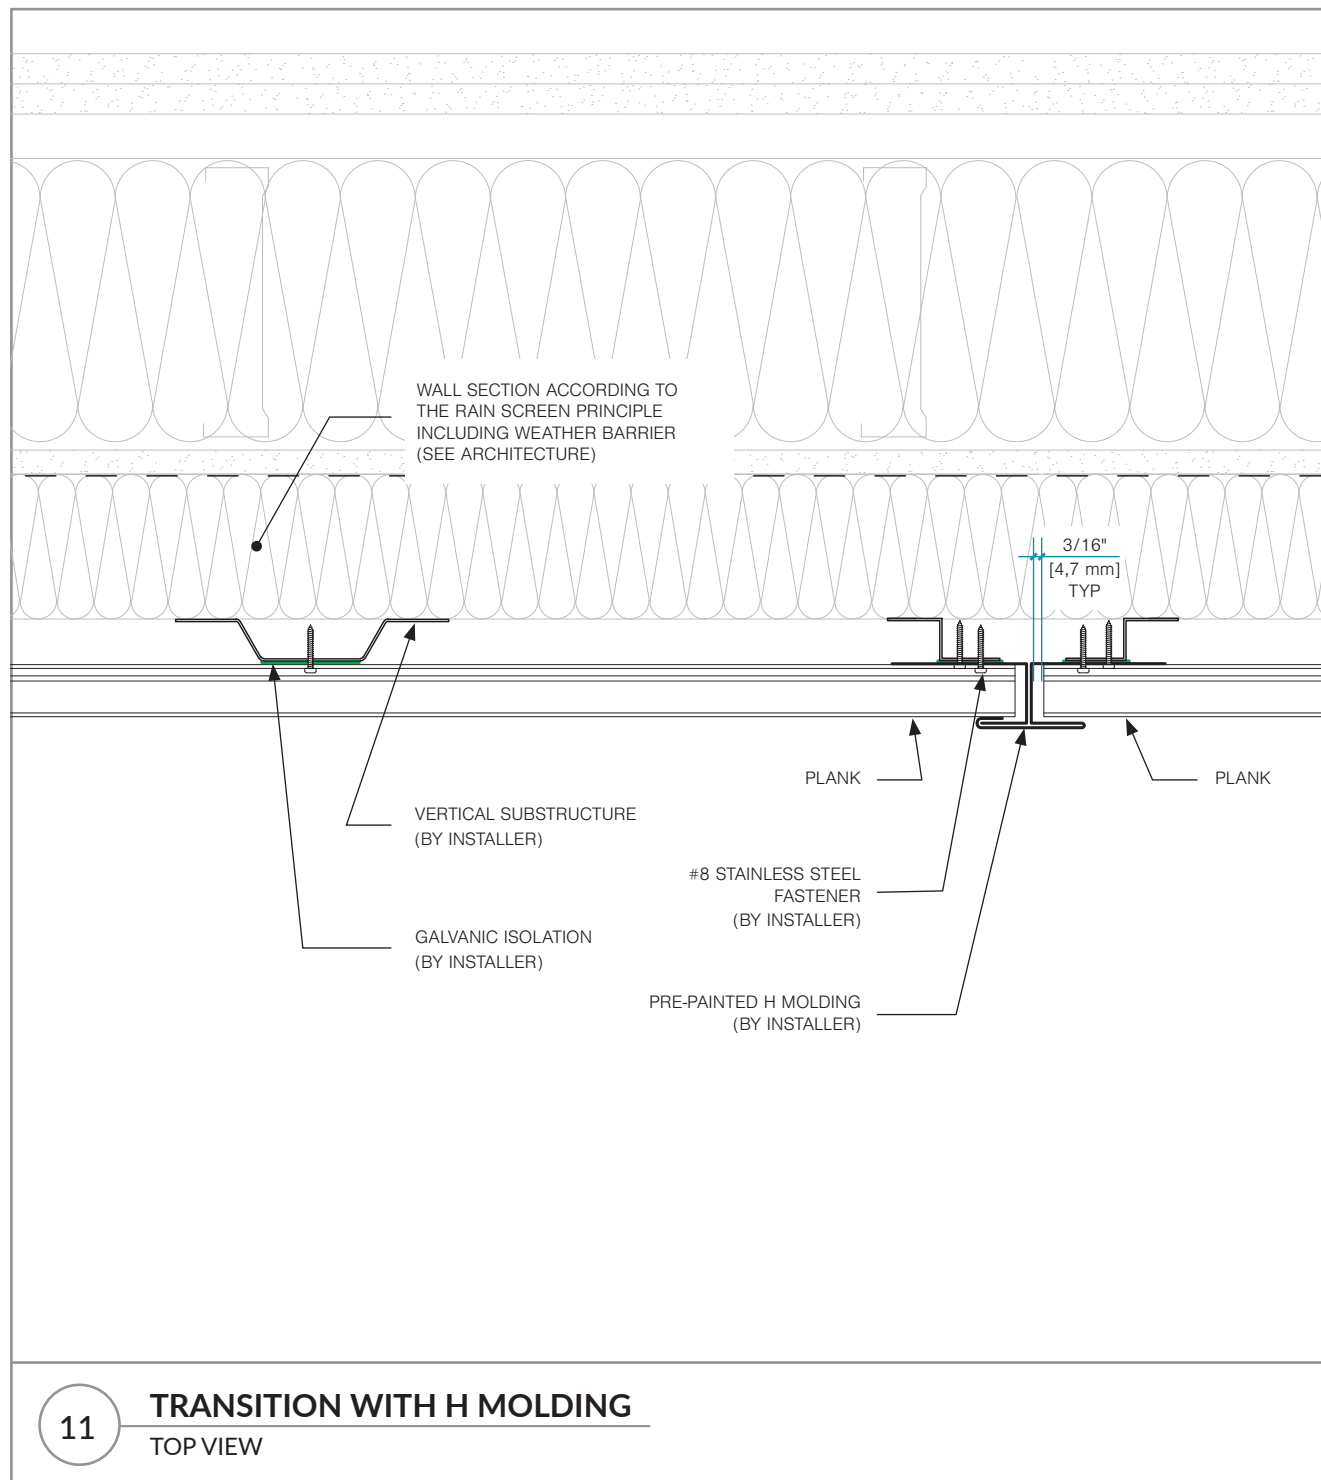 WALL SECTION ACCORDING TO
THE RAIN SCREEN PRINCIPLE
INCLUDING WEATHER BARRIER
(SEE ARCHITECTURE)
3/16"
[4,7 mm]
TYP
PLANK
PLANK
VERTICAL SUBSTRUCTURE
(BY INSTALLER)
#8 STAINLESS STEEL
FASTENER
(BY INSTALLER)
GALVANIC ISOLATION
(BY INSTALLER)
PRE-PAINTED H MOLDING
(BY INSTALLER)
11
TRANSITION WITH H MOLDING
TOP VIEW